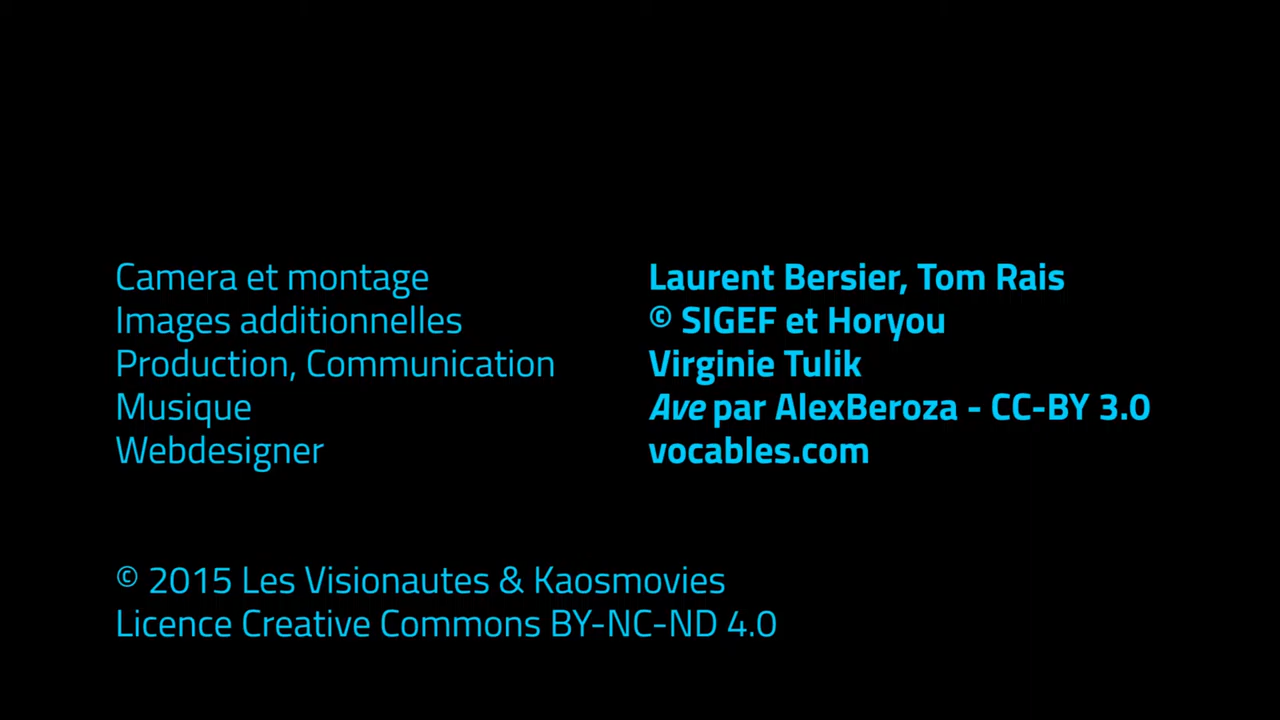 Camera et montage Laurent Bersier, Tom Rais
Images additionnelles © SIGEF et Horyou
Production, Communication Virginie Tulik
Musique Ave par AlexBeroza - CC-BY 3.0
Webdesigner vocables.com
© 2015 Les Visionautes & Kaosmovies
Licence Creative Commons BY-NC-ND 4.0